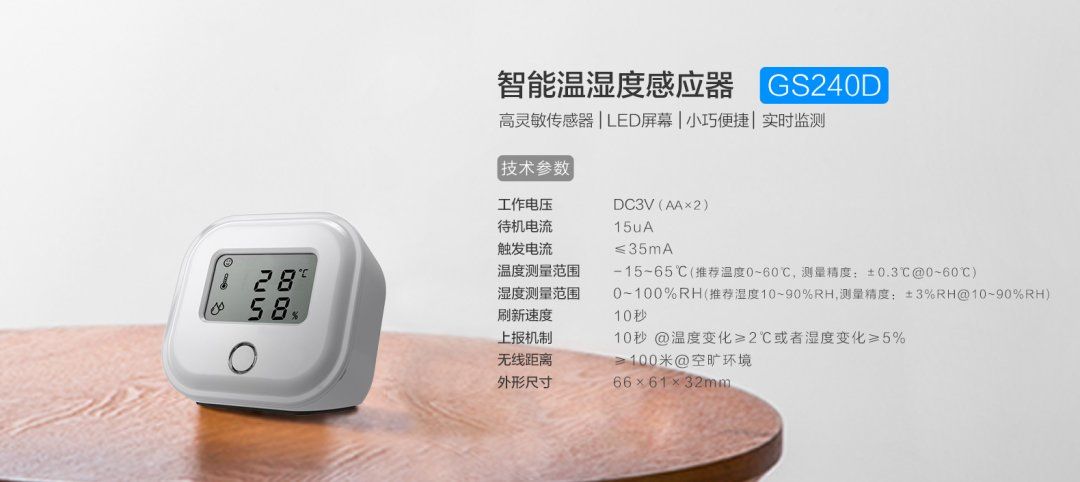 智能温湿度感应器 GS240D
高灵敏传感器|LED屏幕|小巧便捷|实时监测
技术参数
工作电压 DC3V（AA×2）
待机电流 15uA
触发电流 ≤35mA
温度测量范围 -15~65℃(推荐温度0~60℃, 测量精度：±0.3℃@0~60℃)
湿度测量范围 0~100%RH(推荐湿度10~90%RH,测量精度：±3%RH@10~90%RH)
刷新速度 10秒
上报机制 10秒 @温度变化≥2℃或者湿度变化≥5%
无线距离 ≥100米@空旷环境
外形尺寸 66×61×32mm
28℃
58%